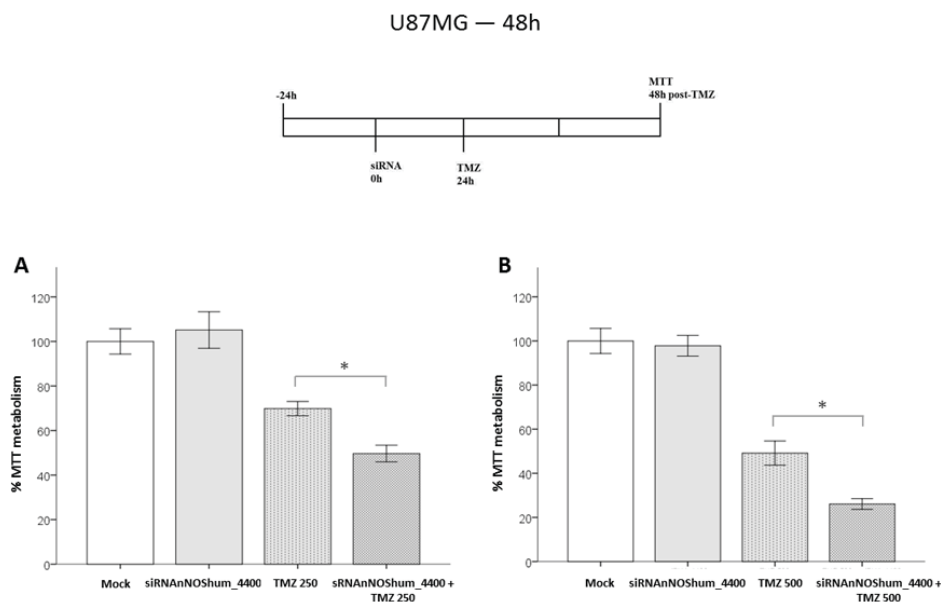 U87MG — 48h
MTT
-24h 48h post-TMZ
siRNA TMZ
0h 24h
A
120
100
80
60
40
20
0
% MTT metabolism
*
Mock siRNAnNOShum_4400 TMZ 250 sRNAnNOShum_4400 +
TMZ 250
B
120
100
80
60
40
20
0
% MTT metabolism
*
Mock siRNAnNOShum_4400 TMZ 500 siRNAnNOShum_4400 +
TMZ 500